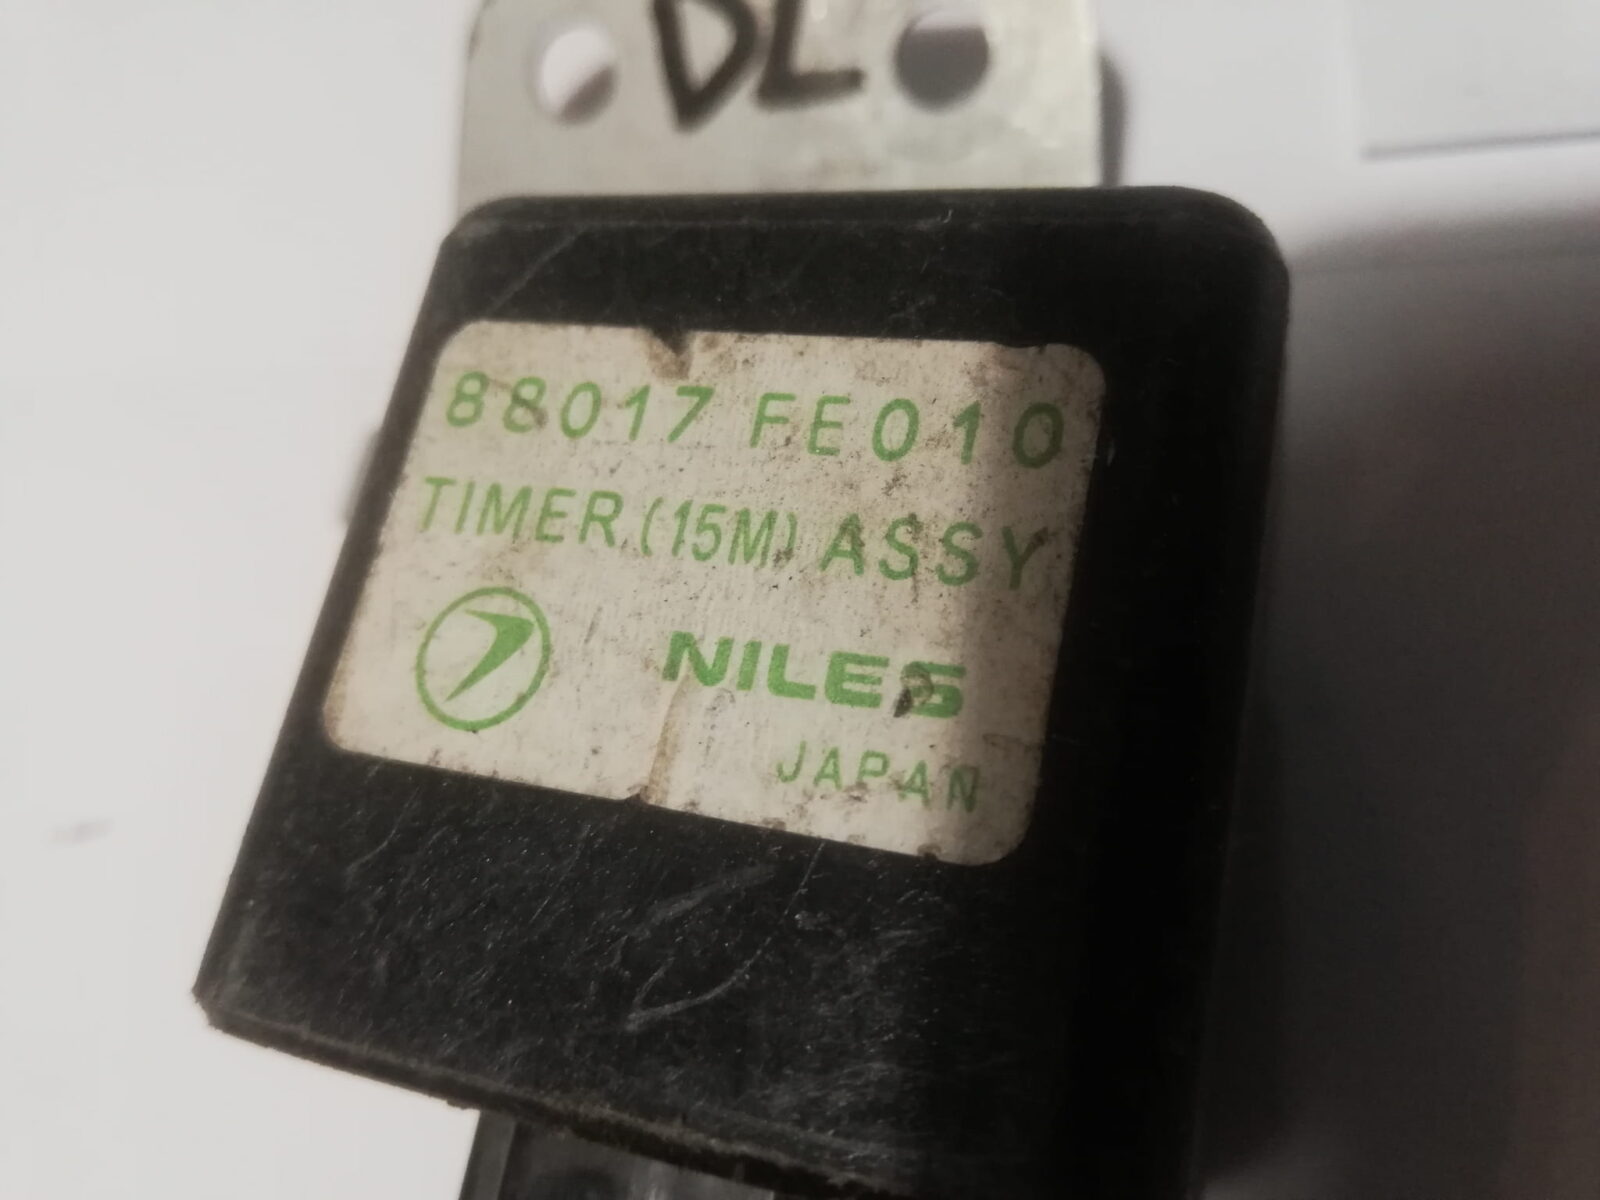 DL
88017 FE010
TIMER (15M) ASSY
NILES
JAPAN